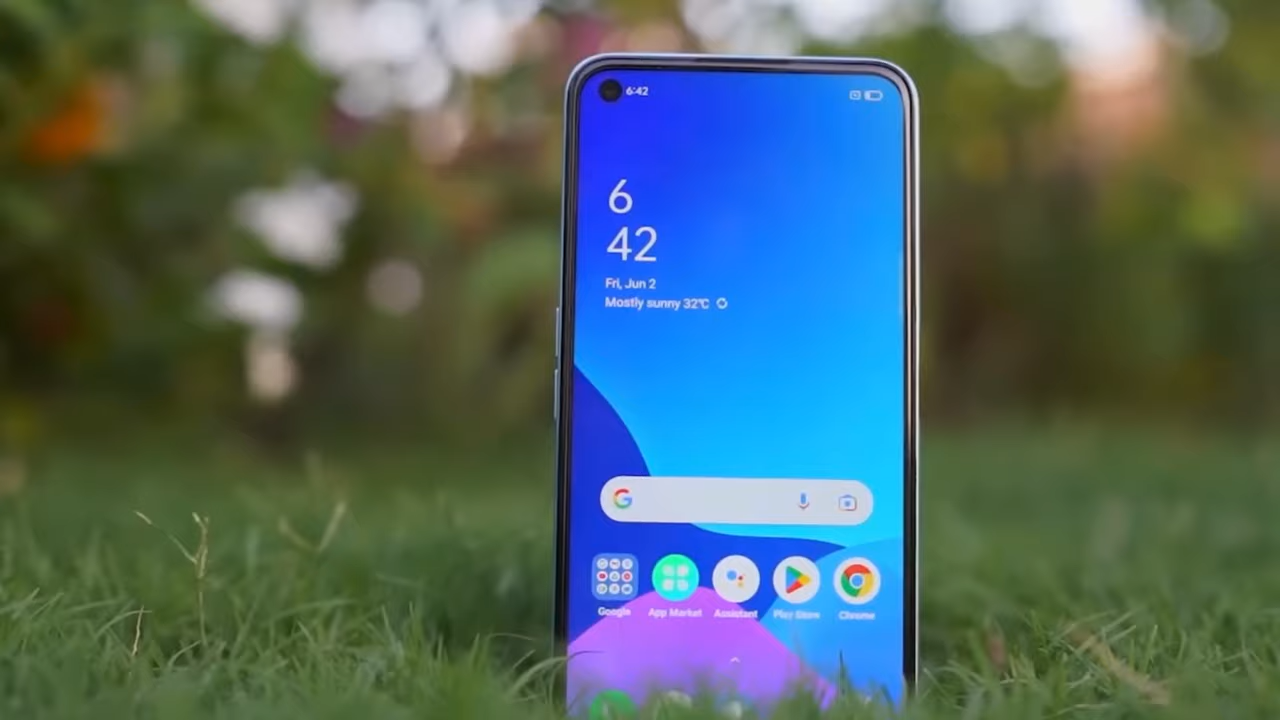 6:42
6
42
Fri, Jun 2
Mostly sunny 32℃
Google
App Market
Assistant
Play Store
Chrome